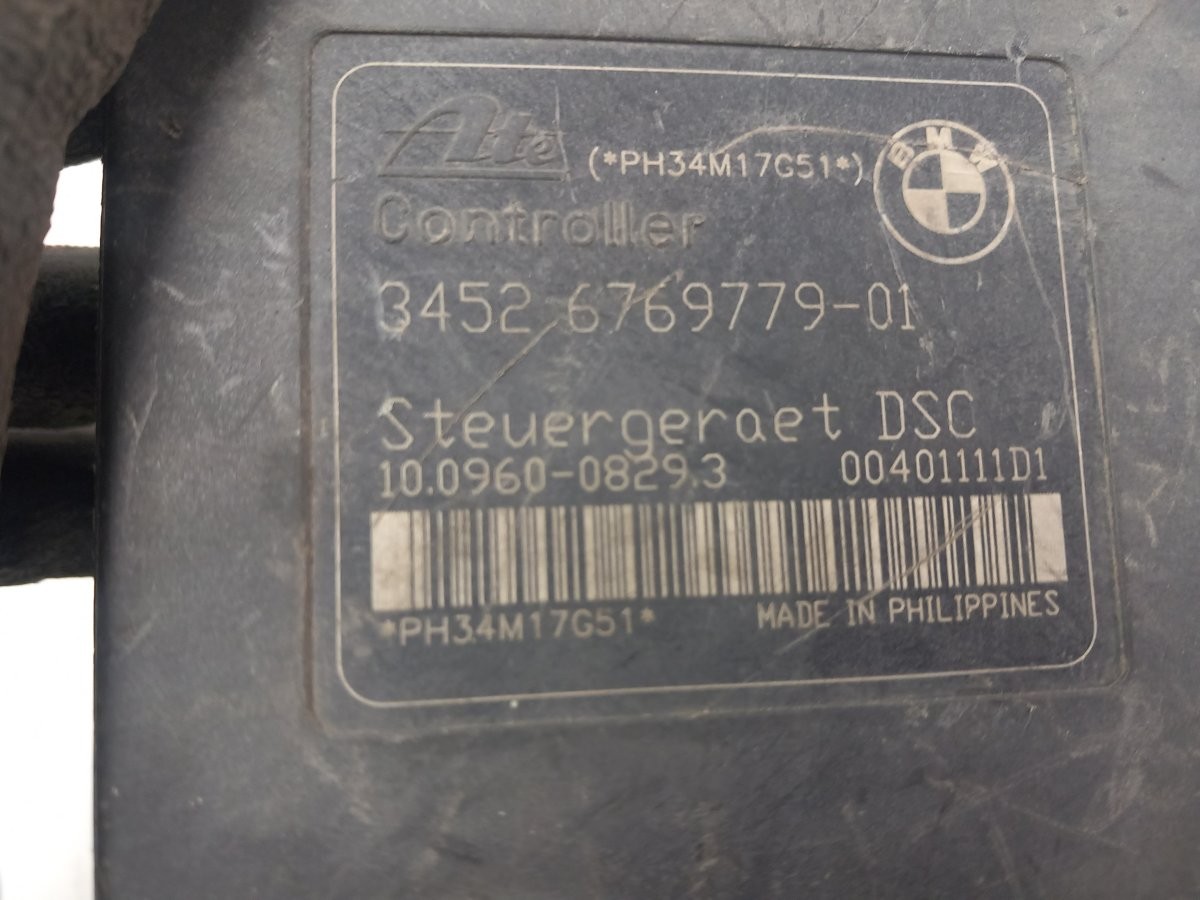 Ate (*PH34M17G51*) BMW
Controller
3452 6769779-01
Steuergeraet DSC
10.0960-0829.3 00401111D1
*PH34M17G51* MADE IN PHILIPPINES